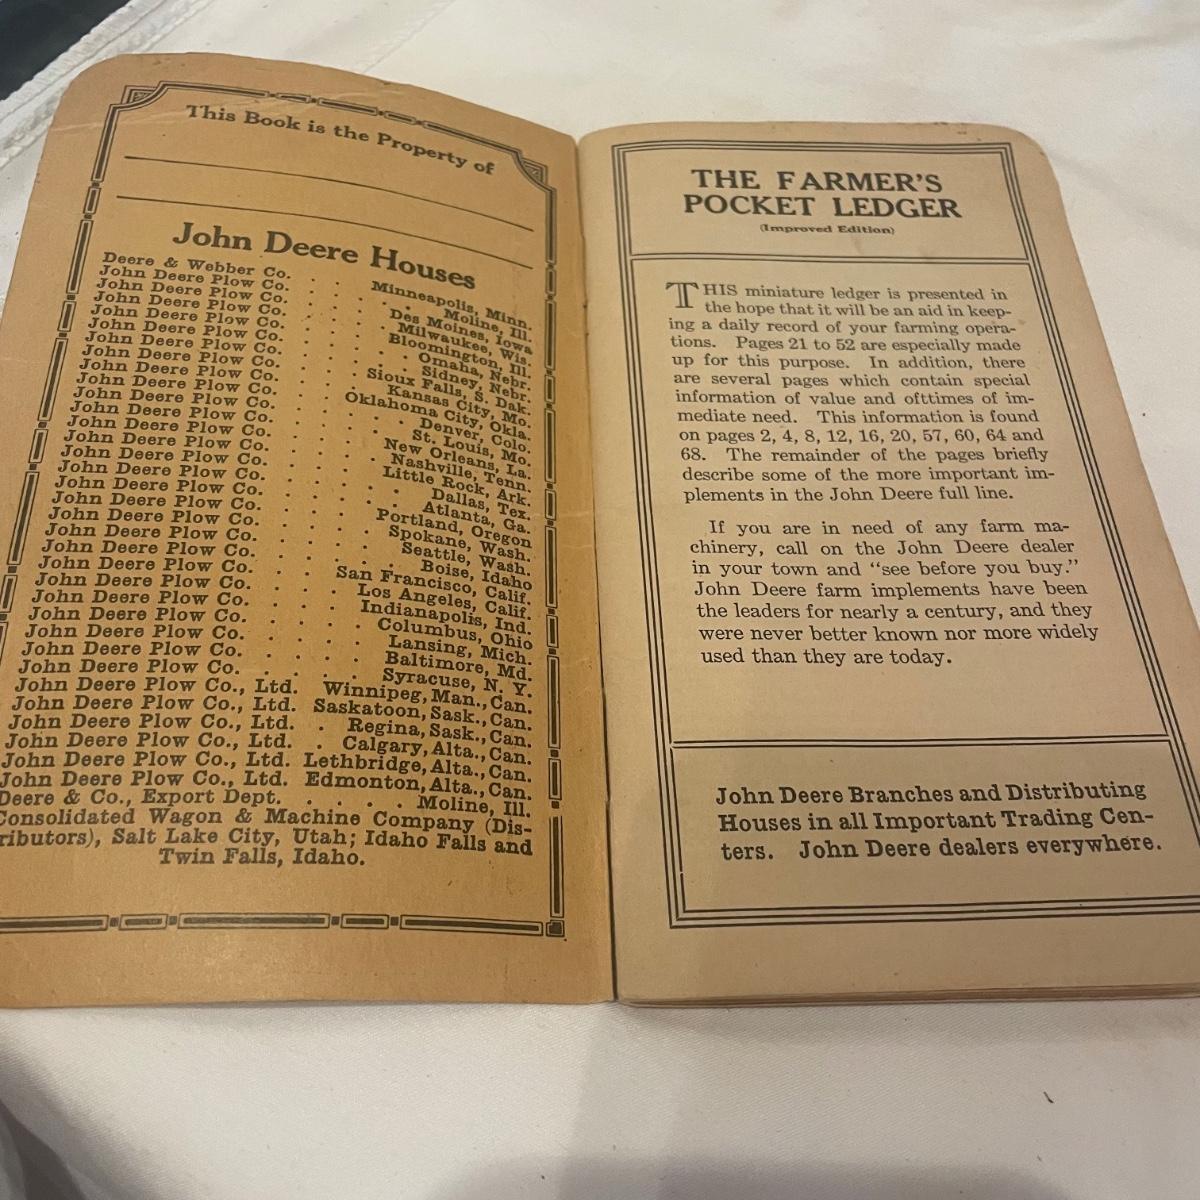 This Book is the Property of
John Deere Houses
Deere & Webber Co. . . Minneapolis, Minn.
John Deere Plow Co. . . . Moline, Ill.
John Deere Plow Co. . . . Des Moines, Iowa
John Deere Plow Co. . . . Milwaukee, Wis.
John Deere Plow Co. . . . Bloomington, Ill.
John Deere Plow Co. . . . Omaha, Nebr.
John Deere Plow Co. . . . Sidney, Nebr.
John Deere Plow Co. . . . Sioux Falls, S. Dak.
John Deere Plow Co. . . . Kansas City, Mo.
John Deere Plow Co. . . Oklahoma City, Okla.
John Deere Plow Co. . . . Denver, Colo.
John Deere Plow Co. . . . St. Louis, Mo.
John Deere Plow Co. . . . New Orleans, La.
John Deere Plow Co. . . . Nashville, Tenn.
John Deere Plow Co. . . . Little Rock, Ark.
John Deere Plow Co. . . . Dallas, Tex.
John Deere Plow Co. . . . Atlanta, Ga.
John Deere Plow Co. . . . Portland, Oregon
John Deere Plow Co. . . . Spokane, Wash.
John Deere Plow Co. . . . Seattle, Wash.
John Deere Plow Co. . . . Boise, Idaho
John Deere Plow Co. . . San Francisco, Calif.
John Deere Plow Co. . . . Los Angeles, Calif.
John Deere Plow Co. . . . Indianapolis, Ind.
John Deere Plow Co. . . . Columbus, Ohio
John Deere Plow Co. . . . Lansing, Mich.
John Deere Plow Co. . . . Baltimore, Md.
John Deere Plow Co. . . . Syracuse, N. Y.
John Deere Plow Co., Ltd. Winnipeg, Man., Can.
John Deere Plow Co., Ltd. Saskatoon, Sask., Can.
John Deere Plow Co., Ltd. . Regina, Sask., Can.
John Deere Plow Co., Ltd. . Calgary, Alta., Can.
John Deere Plow Co., Ltd. Lethbridge, Alta., Can.
John Deere Plow Co., Ltd. Edmonton, Alta., Can.
Deere & Co., Export Dept. . . . . . Moline, Ill.
Consolidated Wagon & Machine Company (Dis-
ributors), Salt Lake City, Utah; Idaho Falls and
Twin Falls, Idaho.
THE FARMER'S
POCKET LEDGER
(Improved Edition)
THIS miniature ledger is presented in
the hope that it will be an aid in keep-
ing a daily record of your farming opera-
tions. Pages 21 to 52 are especially made
up for this purpose. In addition, there
are several pages which contain special
information of value and ofttimes of im-
mediate need. This information is found
on pages 2, 4, 8, 12, 16, 20, 57, 60, 64 and
68. The remainder of the pages briefly
describe some of the more important im-
plements in the John Deere full line.
If you are in need of any farm ma-
chinery, call on the John Deere dealer
in your town and "see before you buy."
John Deere farm implements have been
the leaders for nearly a century, and they
were never better known nor more widely
used than they are today.
John Deere Branches and Distributing
Houses in all Important Trading Cen-
ters. John Deere dealers everywhere.